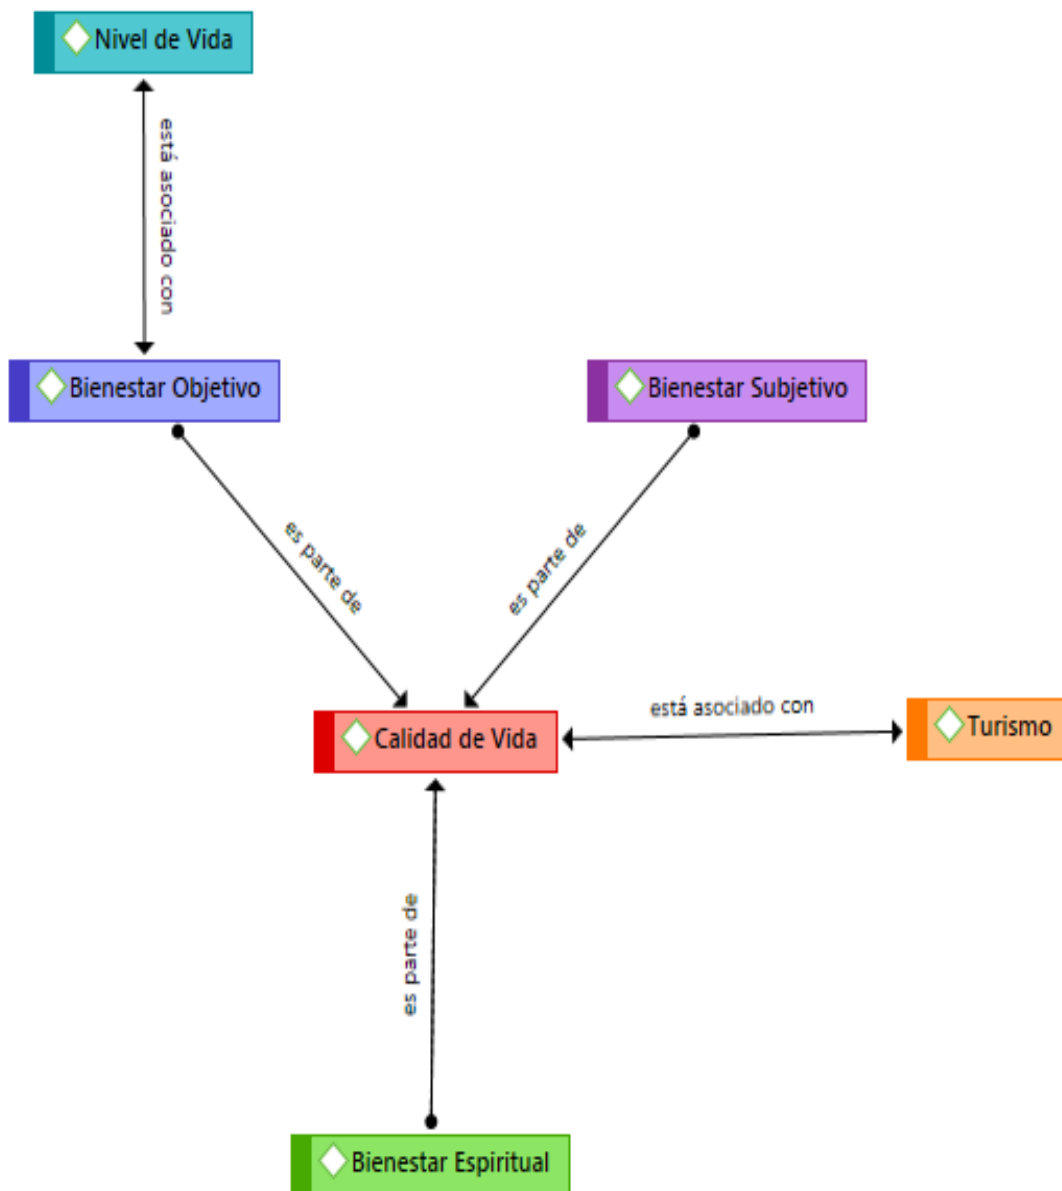 Nivel de Vida
está asociado con
Bienestar Objetivo
Bienestar Subjetivo
es parte de
es parte de
Calidad de Vida
está asociado con
Turismo
es parte de
Bienestar Espiritual